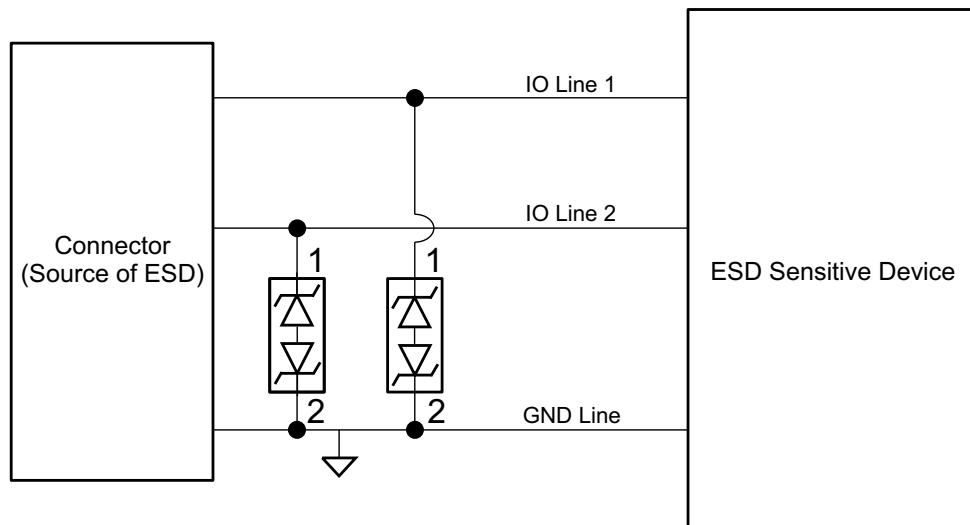 IO Line 1
IO Line 2
Connector
(Source of ESD)
1
1
ESD Sensitive Device
2
2
GND Line